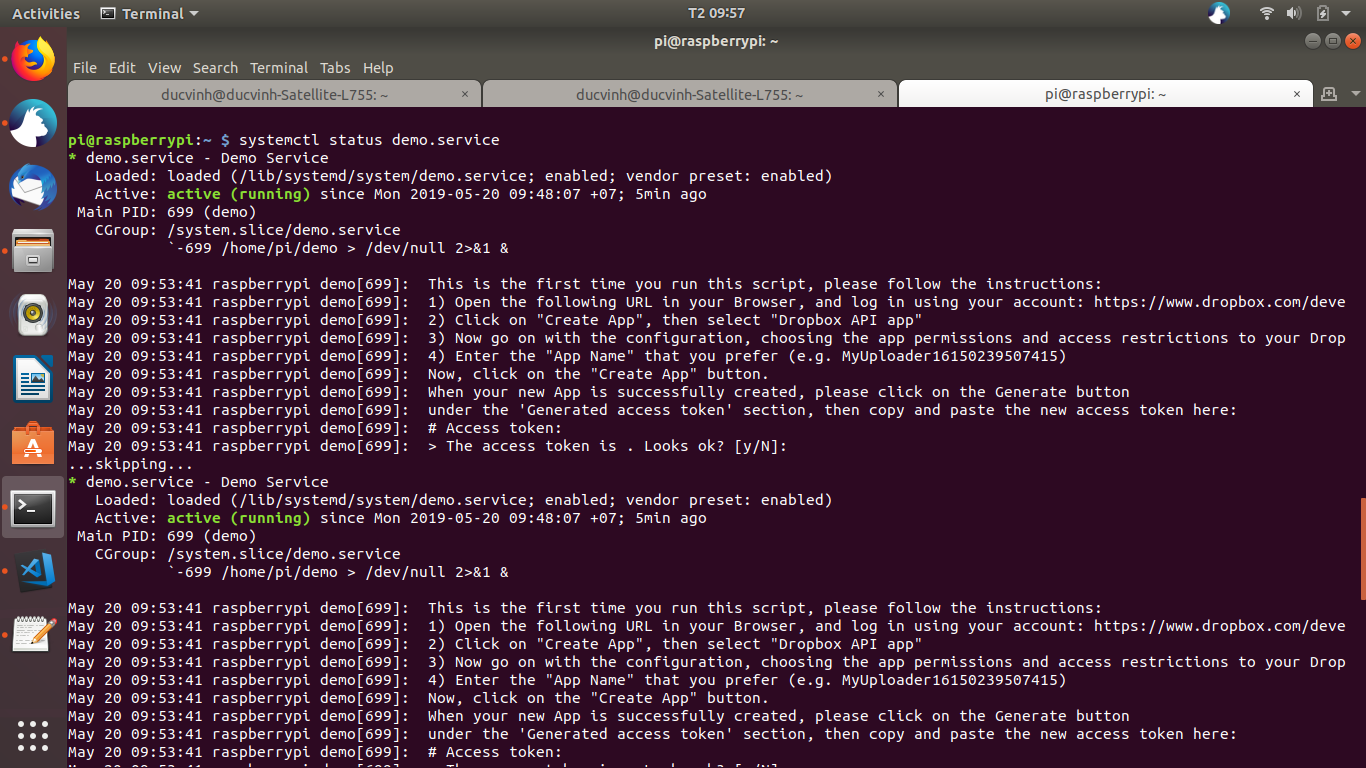 Activities Terminal T2 09:57
pi@raspberrypi: ~
File Edit View Search Terminal Tabs Help
ducvinh@ducvinh-Satellite-L755: ~ × ducvinh@ducvinh-Satellite-L755: ~ × pi@raspberrypi: ~ ×
pi@raspberrypi:~ $ systemctl status demo.service
* demo.service - Demo Service
Loaded: loaded (/lib/systemd/system/demo.service; enabled; vendor preset: enabled)
Active: active (running) since Mon 2019-05-20 09:48:07 +07; 5min ago
Main PID: 699 (demo)
CGroup: /system.slice/demo.service
`-699 /home/pi/demo > /dev/null 2>&1 &
May 20 09:53:41 raspberrypi demo[699]: This is the first time you run this script, please follow the instructions:
May 20 09:53:41 raspberrypi demo[699]: 1) Open the following URL in your Browser, and log in using your account: https://www.dropbox.com/deve
May 20 09:53:41 raspberrypi demo[699]: 2) Click on "Create App", then select "Dropbox API app"
May 20 09:53:41 raspberrypi demo[699]: 3) Now go on with the configuration, choosing the app permissions and access restrictions to your Drop
May 20 09:53:41 raspberrypi demo[699]: 4) Enter the "App Name" that you prefer (e.g. MyUploader16150239507415)
May 20 09:53:41 raspberrypi demo[699]: Now, click on the "Create App" button.
May 20 09:53:41 raspberrypi demo[699]: When your new App is successfully created, please click on the Generate button
May 20 09:53:41 raspberrypi demo[699]: under the 'Generated access token' section, then copy and paste the new access token here:
May 20 09:53:41 raspberrypi demo[699]: # Access token:
May 20 09:53:41 raspberrypi demo[699]: > The access token is . Looks ok? [y/N]:
...skipping...
* demo.service - Demo Service
Loaded: loaded (/lib/systemd/system/demo.service; enabled; vendor preset: enabled)
Active: active (running) since Mon 2019-05-20 09:48:07 +07; 5min ago
Main PID: 699 (demo)
CGroup: /system.slice/demo.service
`-699 /home/pi/demo > /dev/null 2>&1 &
May 20 09:53:41 raspberrypi demo[699]: This is the first time you run this script, please follow the instructions:
May 20 09:53:41 raspberrypi demo[699]: 1) Open the following URL in your Browser, and log in using your account: https://www.dropbox.com/deve
May 20 09:53:41 raspberrypi demo[699]: 2) Click on "Create App", then select "Dropbox API app"
May 20 09:53:41 raspberrypi demo[699]: 3) Now go on with the configuration, choosing the app permissions and access restrictions to your Drop
May 20 09:53:41 raspberrypi demo[699]: 4) Enter the "App Name" that you prefer (e.g. MyUploader16150239507415)
May 20 09:53:41 raspberrypi demo[699]: Now, click on the "Create App" button.
May 20 09:53:41 raspberrypi demo[699]: When your new App is successfully created, please click on the Generate button
May 20 09:53:41 raspberrypi demo[699]: under the 'Generated access token' section, then copy and paste the new access token here:
May 20 09:53:41 raspberrypi demo[699]: # Access token: